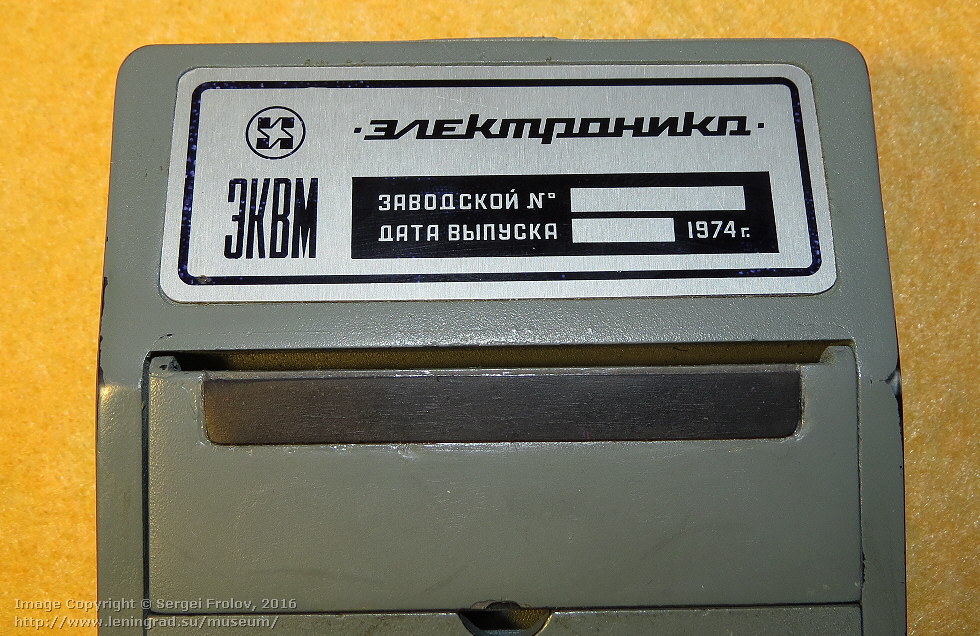 ·электроника·
ЭКВМ
ЗАВОДСКОЙ №
ДАТА ВЫПУСКА 1974 г.
Image Copyright © Sergei Frolov, 2016
http://www.leningrad.su/museum/